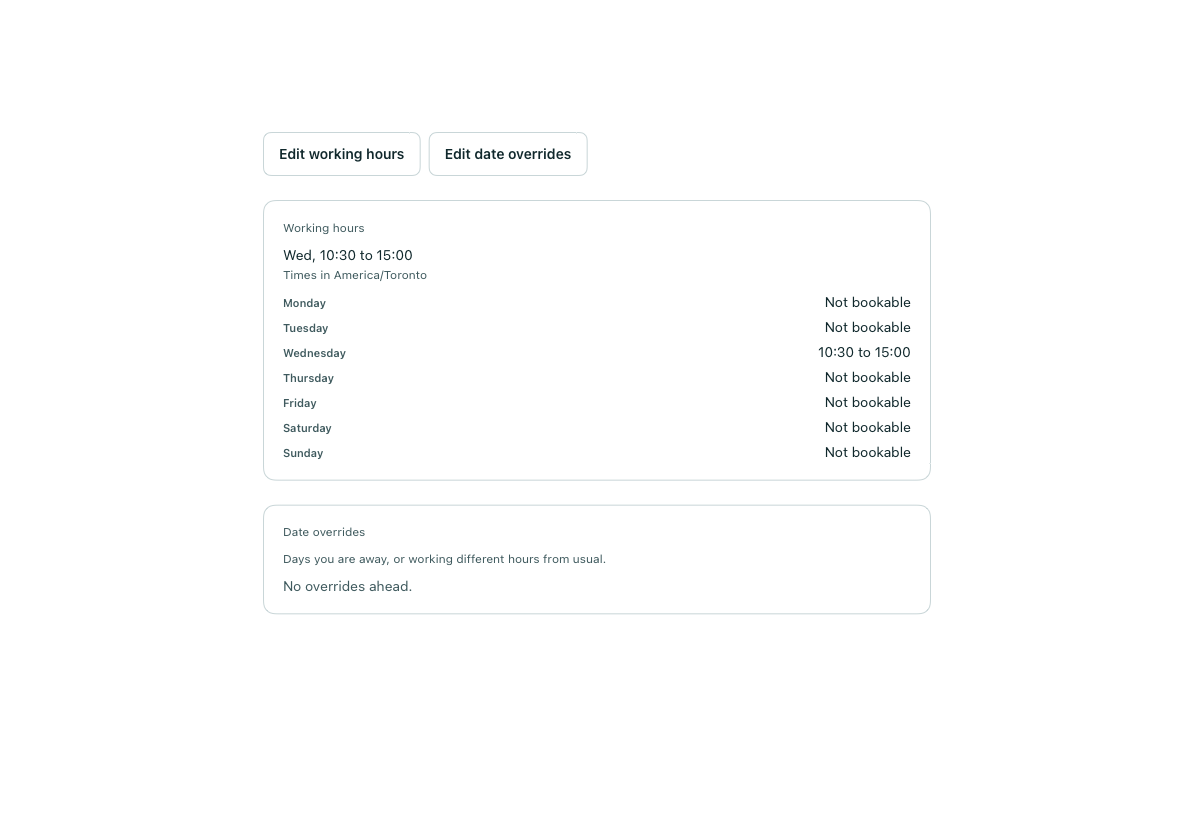 Edit working hours Edit date overrides
Working hours
Wed, 10:30 to 15:00
Times in America/Toronto
Monday Not bookable
Tuesday Not bookable
Wednesday 10:30 to 15:00
Thursday Not bookable
Friday Not bookable
Saturday Not bookable
Sunday Not bookable
Date overrides
Days you are away, or working different hours from usual.
No overrides ahead.